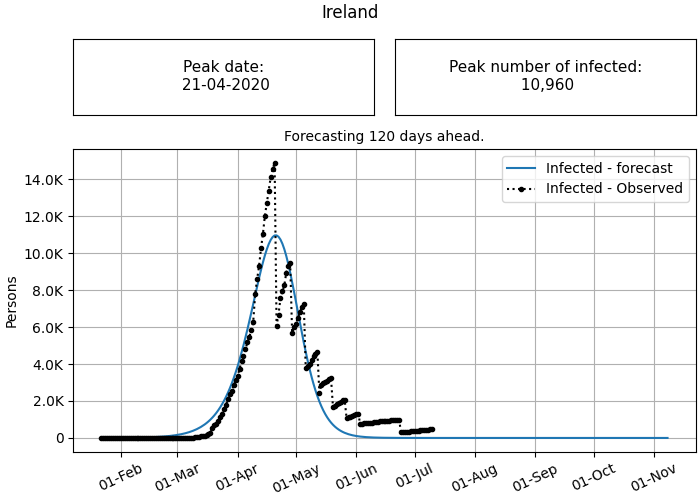 Ireland
Peak date:
21-04-2020
Peak number of infected:
10,960
Forecasting 120 days ahead.
Infected - forecast
Infected - Observed
Persons
14.0K
12.0K
10.0K
8.0K
6.0K
4.0K
2.0K
0
01-Feb
01-Mar
01-Apr
01-May
01-Jun
01-Jul
01-Aug
01-Sep
01-Oct
01-Nov